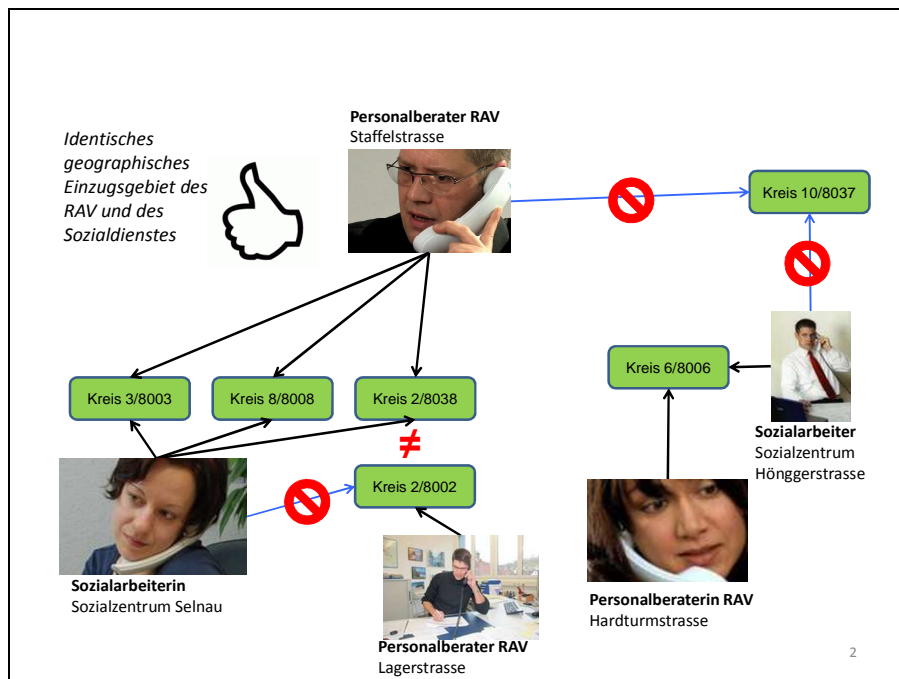 Identisches
geographisches
Einzugsgebiet des
RAV und des
Sozialdienstes
Personalberater RAV
Staffelstrasse
Kreis 10/8037
Kreis 3/8003
Kreis 8/8008
Kreis 2/8038
Kreis 6/8006
≠
Kreis 2/8002
Sozialarbeiter
Sozialzentrum
Hönggerstrasse
Sozialarbeiterin
Sozialzentrum Selnau
Personalberater RAV
Lagerstrasse
Personalberaterin RAV
Hardturmstrasse
2